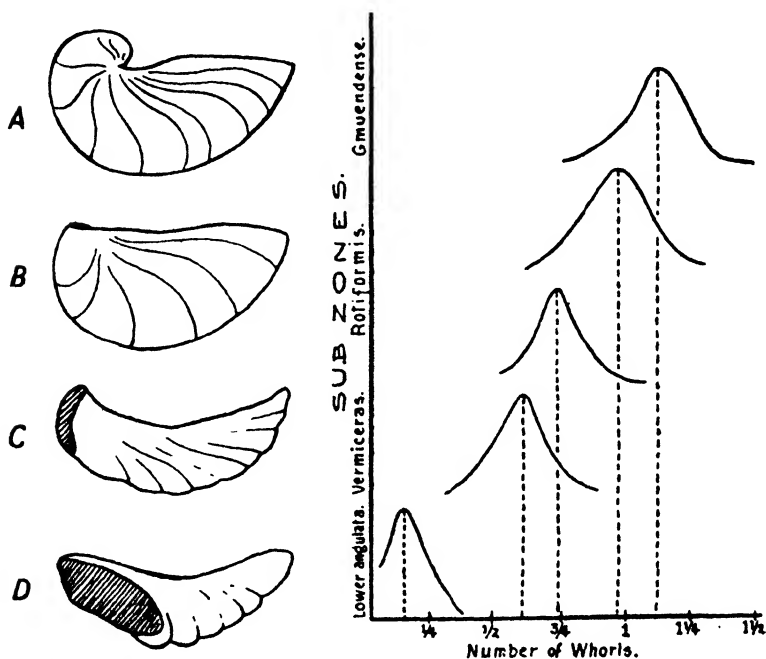 A
B
C
D
SUB ZONES.
Lower angulata. Vermiceras. Rotiformis. Gmuendense.
1/4 1/2 3/4 1 1 1/4 1 1/2
Number of Whorls.